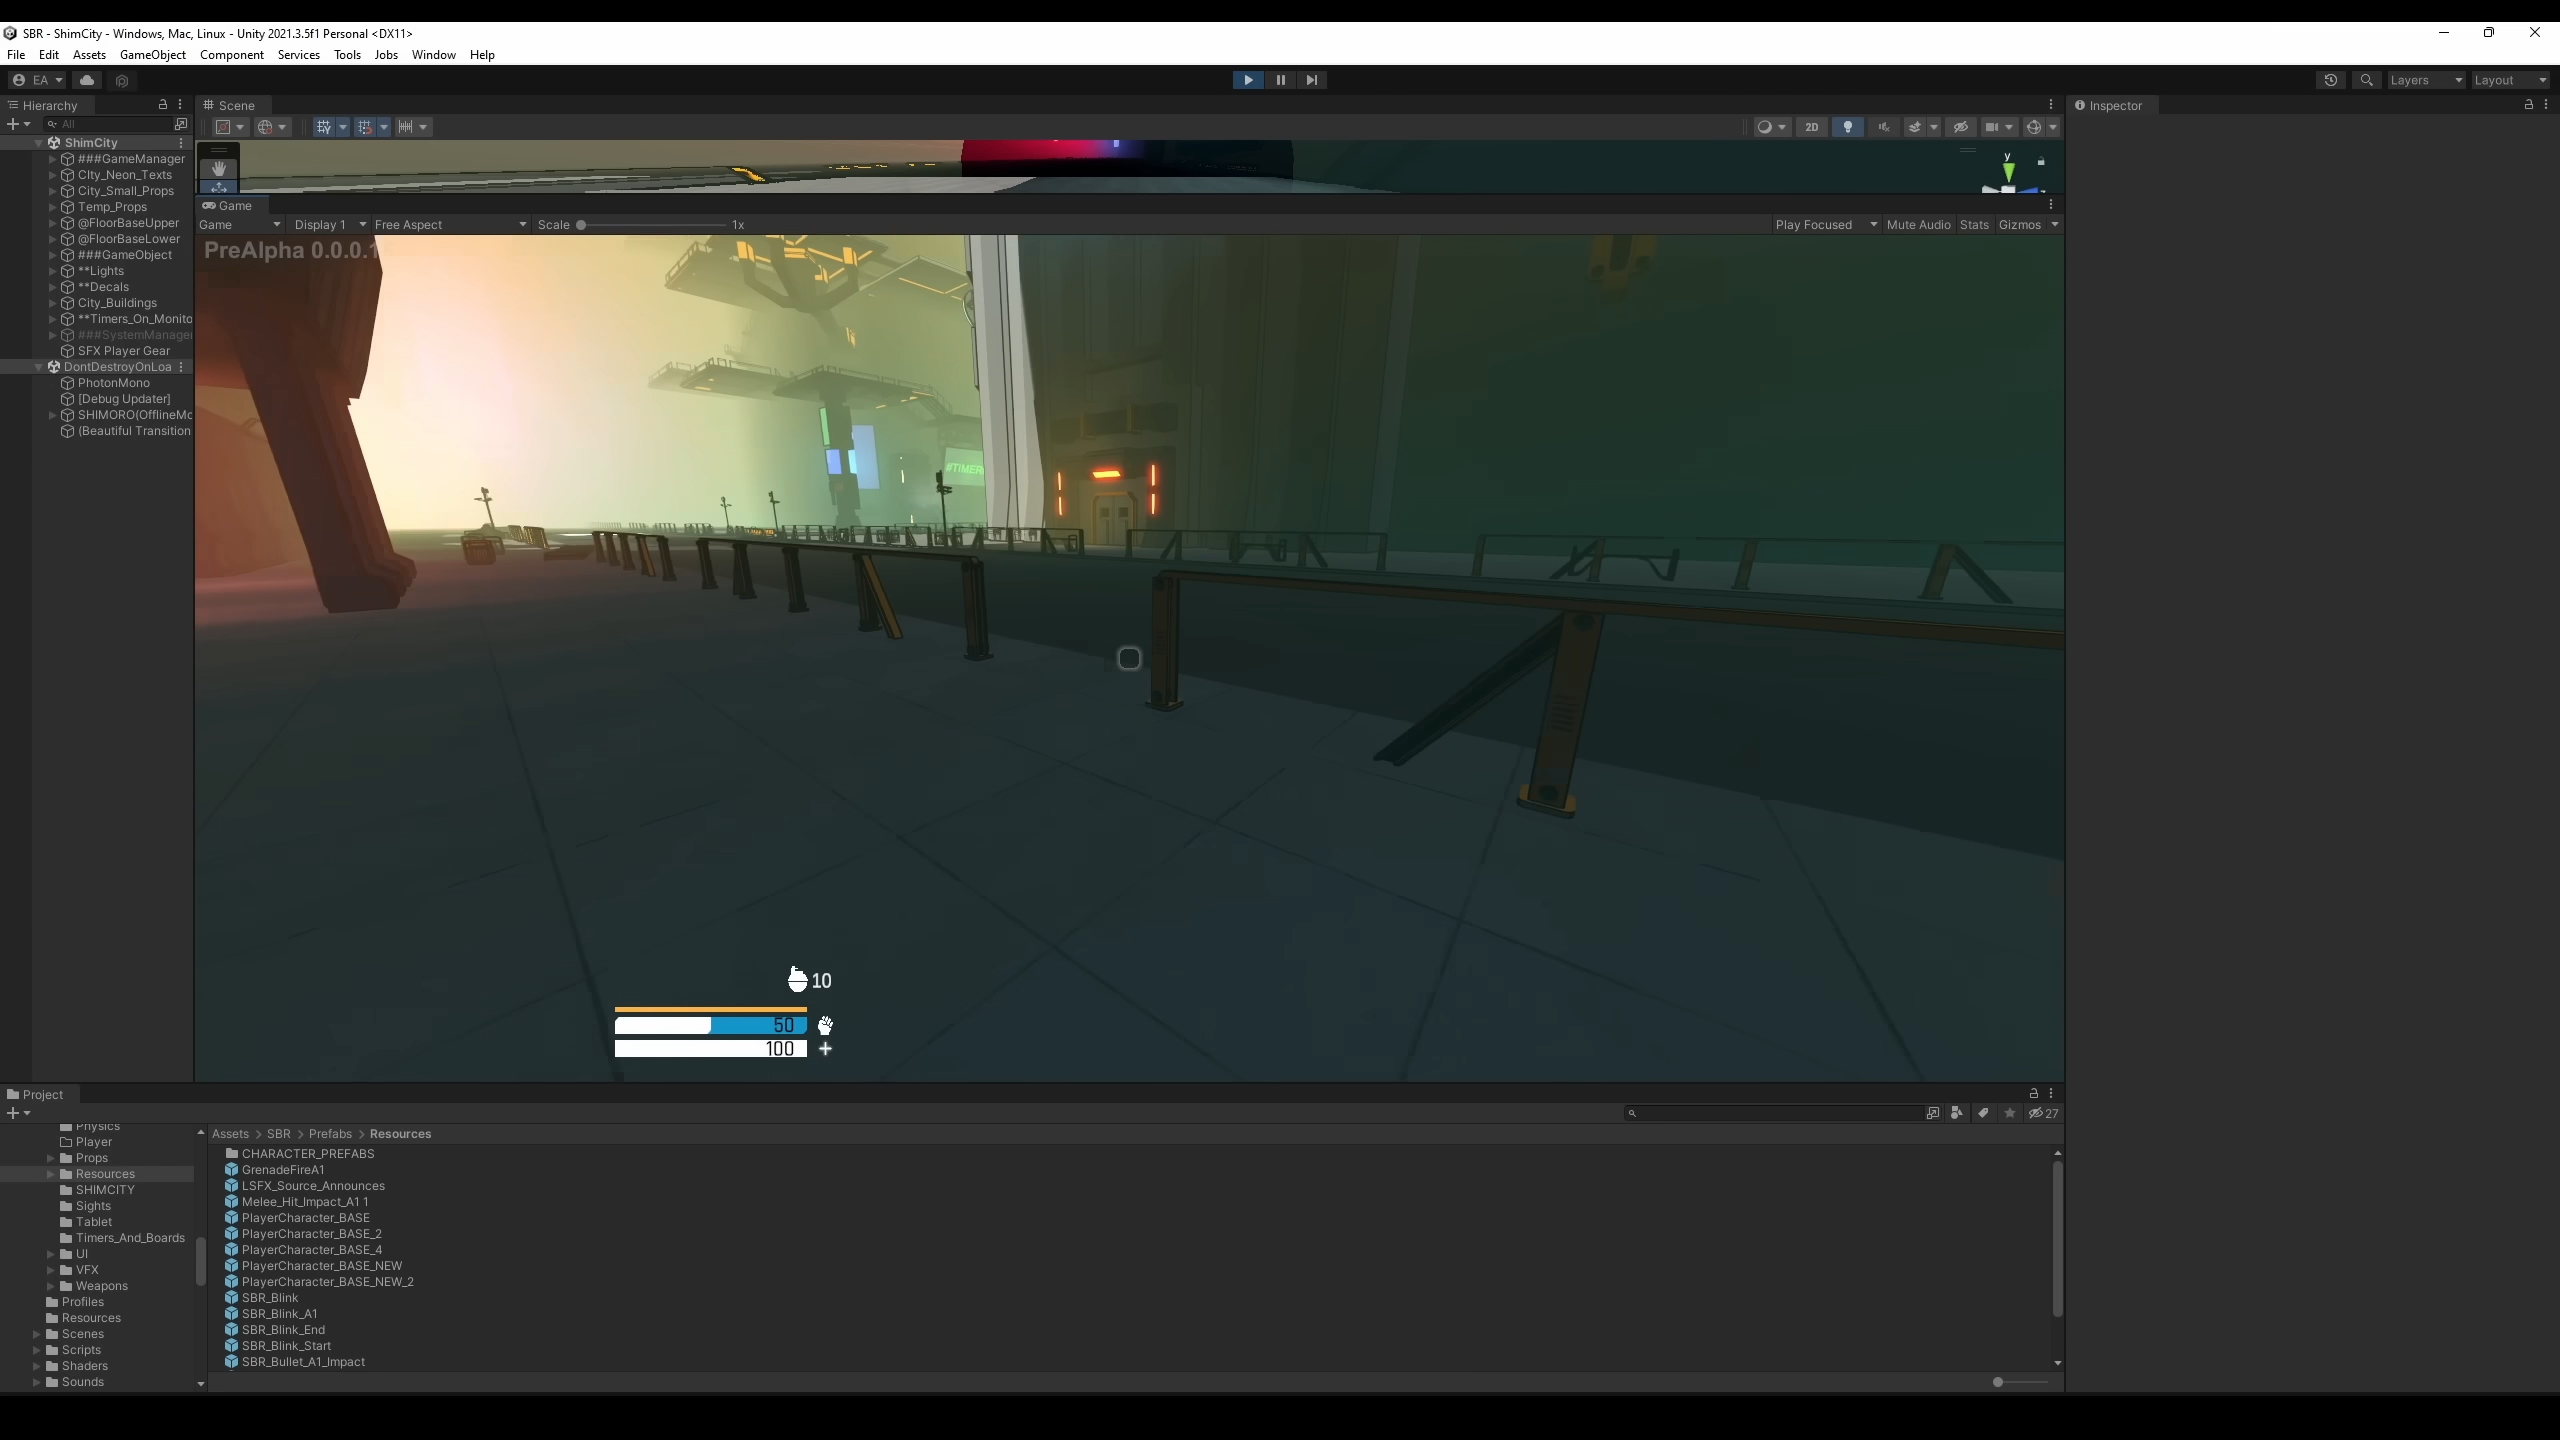 SBR - ShimCity - Windows, Mac, Linux - Unity 2021.3.5f1 Personal <DX11>
File Edit Assets GameObject Component Services Tools Jobs Window Help
EA
Layers
Layout
Hierarchy
All
ShimCity
###GameManager
City_Neon_Texts
City_Small_Props
Temp_Props
@FloorBaseUpper
@FloorBaseLower
###GameObject
**Lights
**Decals
City_Buildings
**Timers_On_Monito
###SystemManage
SFX Player Gear
DontDestroyOnLoa
PhotonMono
[Debug Updater]
SHIMORO(OfflineMo
(Beautiful Transition
Scene
2D
y
Game
Game Display 1 Free Aspect Scale 1x
Play Focused Mute Audio Stats Gizmos
PreAlpha 0.0.0.1
#TIMER
10
50
100
Inspector
Project
27
Physics
Player
Props
Resources
SHIMCITY
Sights
Tablet
Timers_And_Boards
UI
VFX
Weapons
Profiles
Resources
Scenes
Scripts
Shaders
Sounds
Assets > SBR > Prefabs > Resources
CHARACTER_PREFABS
GrenadeFireA1
LSFX_Source_Announces
Melee_Hit_Impact_A1 1
PlayerCharacter_BASE
PlayerCharacter_BASE_2
PlayerCharacter_BASE_4
PlayerCharacter_BASE_NEW
PlayerCharacter_BASE_NEW_2
SBR_Blink
SBR_Blink_A1
SBR_Blink_End
SBR_Blink_Start
SBR_Bullet_A1_Impact